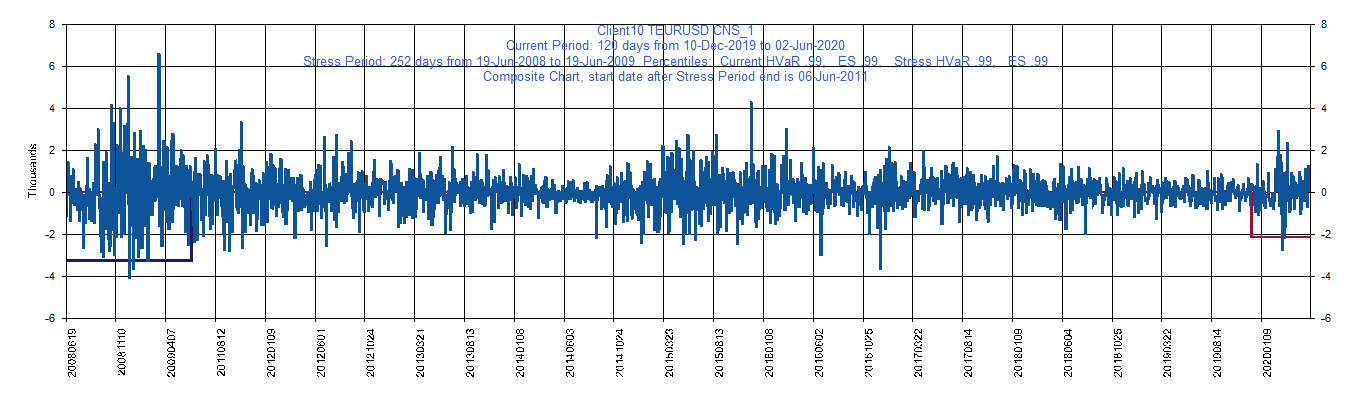 Client10 TEURUSD CNS_1
Current Period: 120 days from 10-Dec-2019 to 02-Jun-2020
Stress Period: 252 days from 19-Jun-2008 to 19-Jun-2009 Percentiles: Current HVaR .99, ES .99, Stress HVaR .99, ES .99
Composite Chart, start date after Stress Period end is 06-Jun-2011
Thousands
8 8
6 6
4 4
2 2
0 0
-2 -2
-4 -4
-6 -6
20080619 20081110 20090407 20110812 20120109 20120601 20121024 20130321 20130813 20140108 20140603 20141024 20150323 20150813 20160108 20160602 20161025 20170322 20170814 20180109 20180604 20181025 20190322 20190814 20200109